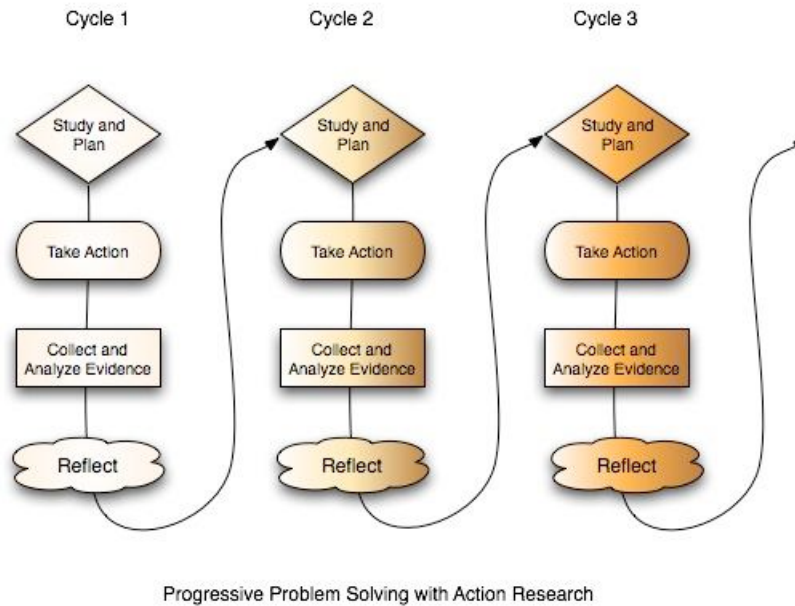 Cycle 1
Cycle 2
Cycle 3
Study and
Plan
Study and
Plan
Study and
Plan
Take Action
Take Action
Take Action
Collect and
Analyze Evidence
Collect and
Analyze Evidence
Collect and
Analyze Evidence
Reflect
Reflect
Reflect
Progressive Problem Solving with Action Research